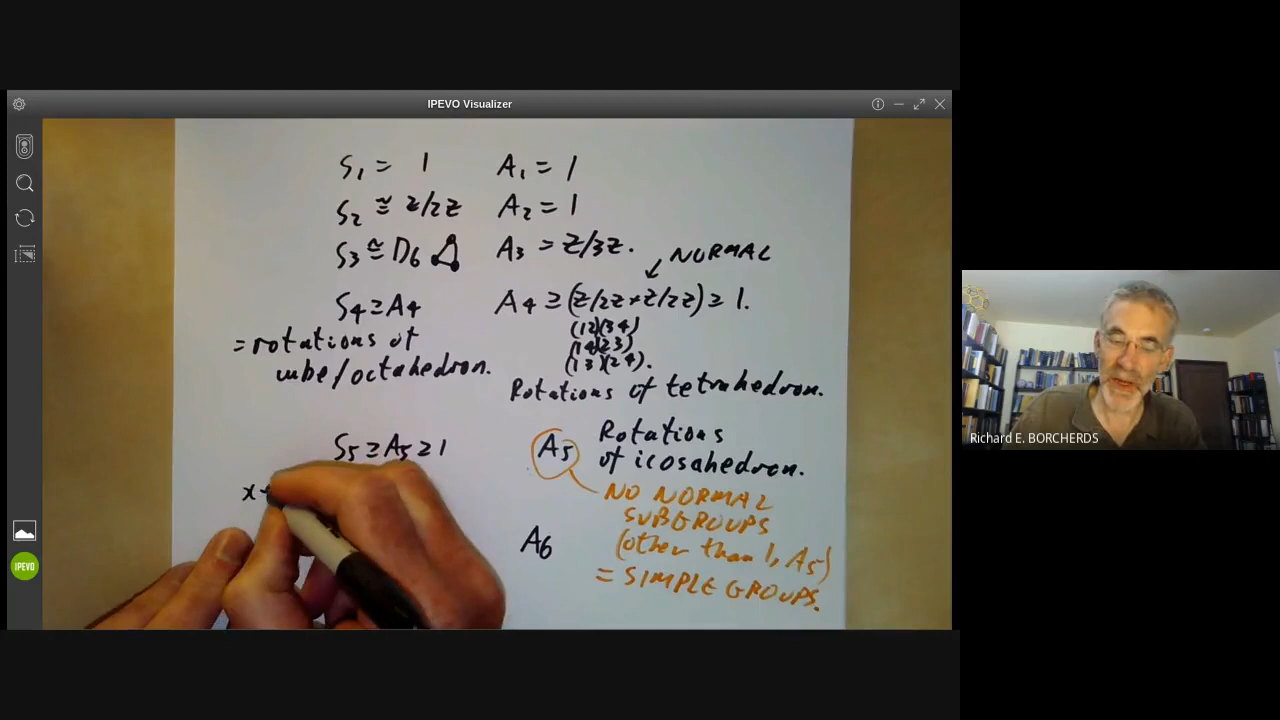 IPEVO Visualizer
S₁ = 1 A₁ = 1
S₂ ≅ Z/2Z A₂ = 1
S₃ ≅ D₆ A₃ = Z/3Z.
NORMAL
S₄ ≥ A₄ A₄ ≥ (Z/2Z × Z/2Z) ≥ 1.
(12)(34)
(14)(23)
(13)(24).
= rotations of
cube/octahedron.
Rotations of tetrahedron.
S₅ ≥ A₅ ≥ 1
A₅ Rotations
of icosahedron.
NO NORMAL
SUBGROUPS
(other than 1, A₅)
= SIMPLE GROUPS.
A₆
x
IPEVO
Richard E. BORCHERDS